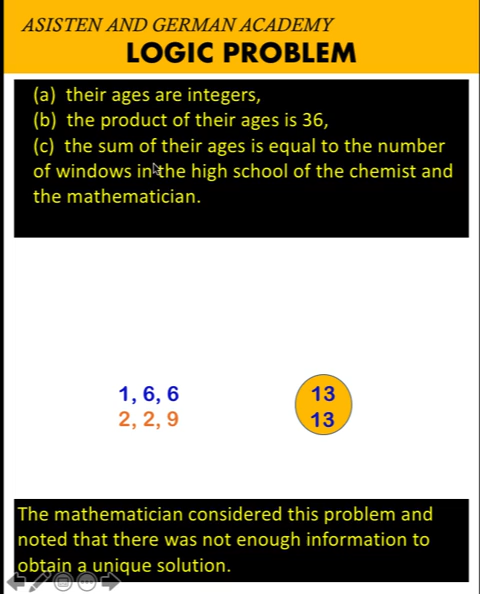 ASISTEN AND GERMAN ACADEMY
LOGIC PROBLEM
(a) their ages are integers,
(b) the product of their ages is 36,
(c) the sum of their ages is equal to the number
of windows in the high school of the chemist and
the mathematician.
1, 6, 6
13
2, 2, 9
13
The mathematician considered this problem and
noted that there was not enough information to
obtain a unique solution.